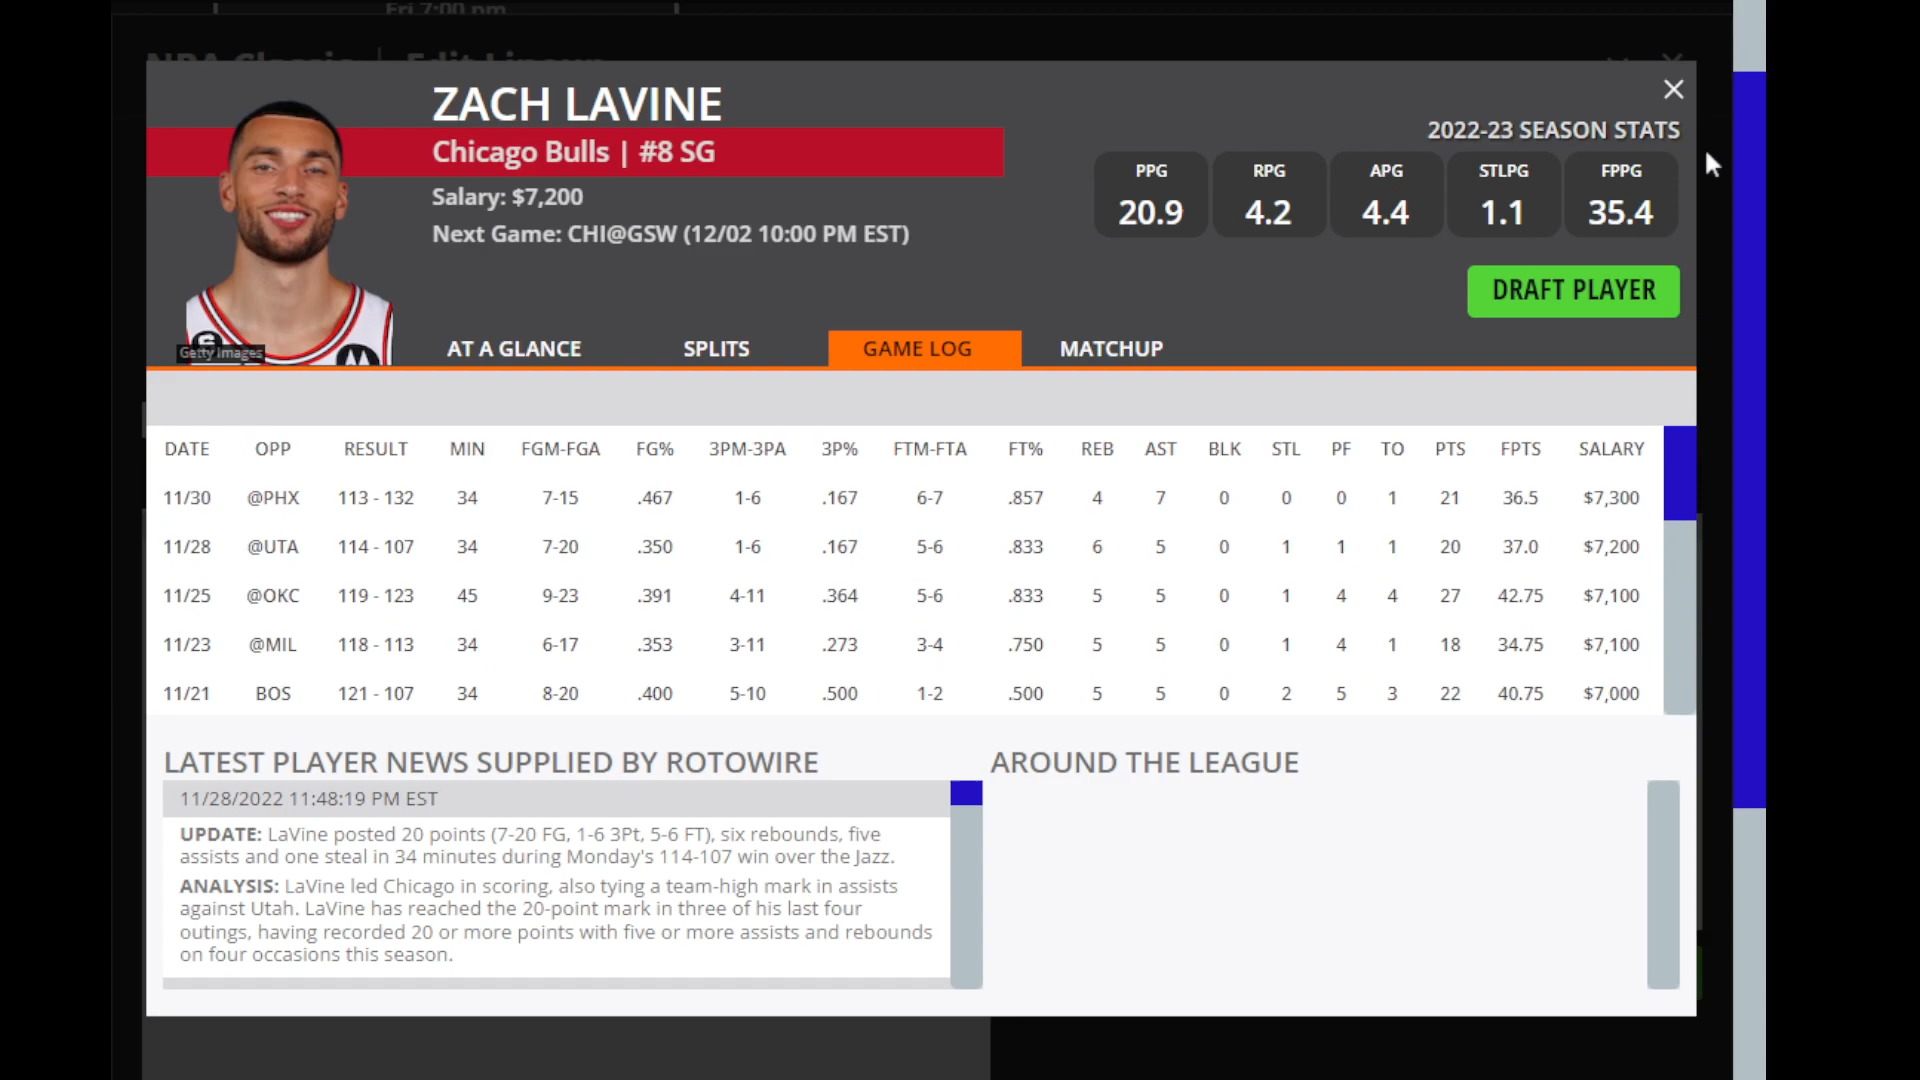 Fri 7:00 pm
NBA Classic | Edit Lineup
ZACH LAVINE
Chicago Bulls | #8 SG
Salary: $7,200
Next Game: CHI@GSW (12/02 10:00 PM EST)
2022-23 SEASON STATS
PPG RPG APG STLPG FPPG
20.9 4.2 4.4 1.1 35.4
DRAFT PLAYER
Getty Images
AT A GLANCE SPLITS GAME LOG MATCHUP
DATE OPP RESULT MIN FGM-FGA FG% 3PM-3PA 3P% FTM-FTA FT% REB AST BLK STL PF TO PTS FPTS SALARY
11/30 @PHX 113 - 132 34 7-15 .467 1-6 .167 6-7 .857 4 7 0 0 0 1 21 36.5 $7,300
11/28 @UTA 114 - 107 34 7-20 .350 1-6 .167 5-6 .833 6 5 0 1 1 1 20 37.0 $7,200
11/25 @OKC 119 - 123 45 9-23 .391 4-11 .364 5-6 .833 5 5 0 1 4 4 27 42.75 $7,100
11/23 @MIL 118 - 113 34 6-17 .353 3-11 .273 3-4 .750 5 5 0 1 4 1 18 34.75 $7,100
11/21 BOS 121 - 107 34 8-20 .400 5-10 .500 1-2 .500 5 5 0 2 5 3 22 40.75 $7,000
LATEST PLAYER NEWS SUPPLIED BY ROTOWIRE
11/28/2022 11:48:19 PM EST
UPDATE: LaVine posted 20 points (7-20 FG, 1-6 3Pt, 5-6 FT), six rebounds, five
assists and one steal in 34 minutes during Monday's 114-107 win over the Jazz.
ANALYSIS: LaVine led Chicago in scoring, also tying a team-high mark in assists
against Utah. LaVine has reached the 20-point mark in three of his last four
outings, having recorded 20 or more points with five or more assists and rebounds
on four occasions this season.
AROUND THE LEAGUE